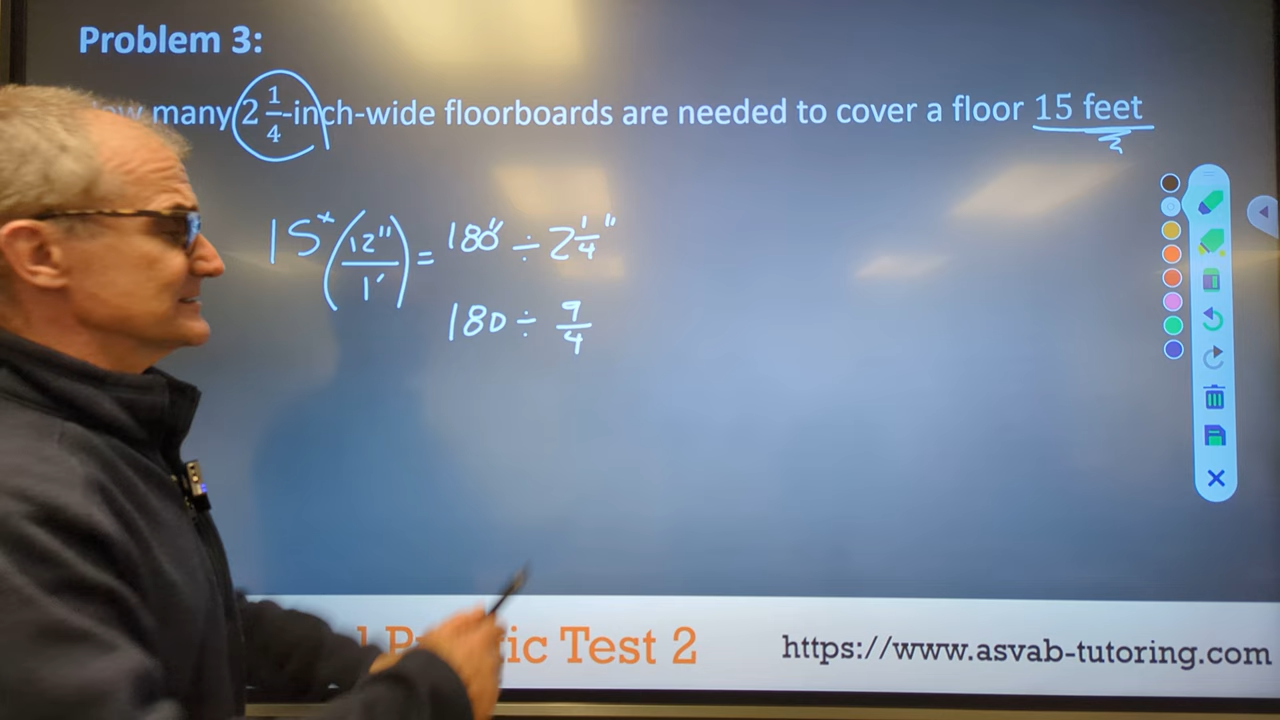 Problem 3:
many 2 1/4-inch-wide floorboards are needed to cover a floor 15 feet
15' (12"/1') = 180" ÷ 2 1/4"
180 ÷ 9/4
Test 2
https://www.asvab-tutoring.com